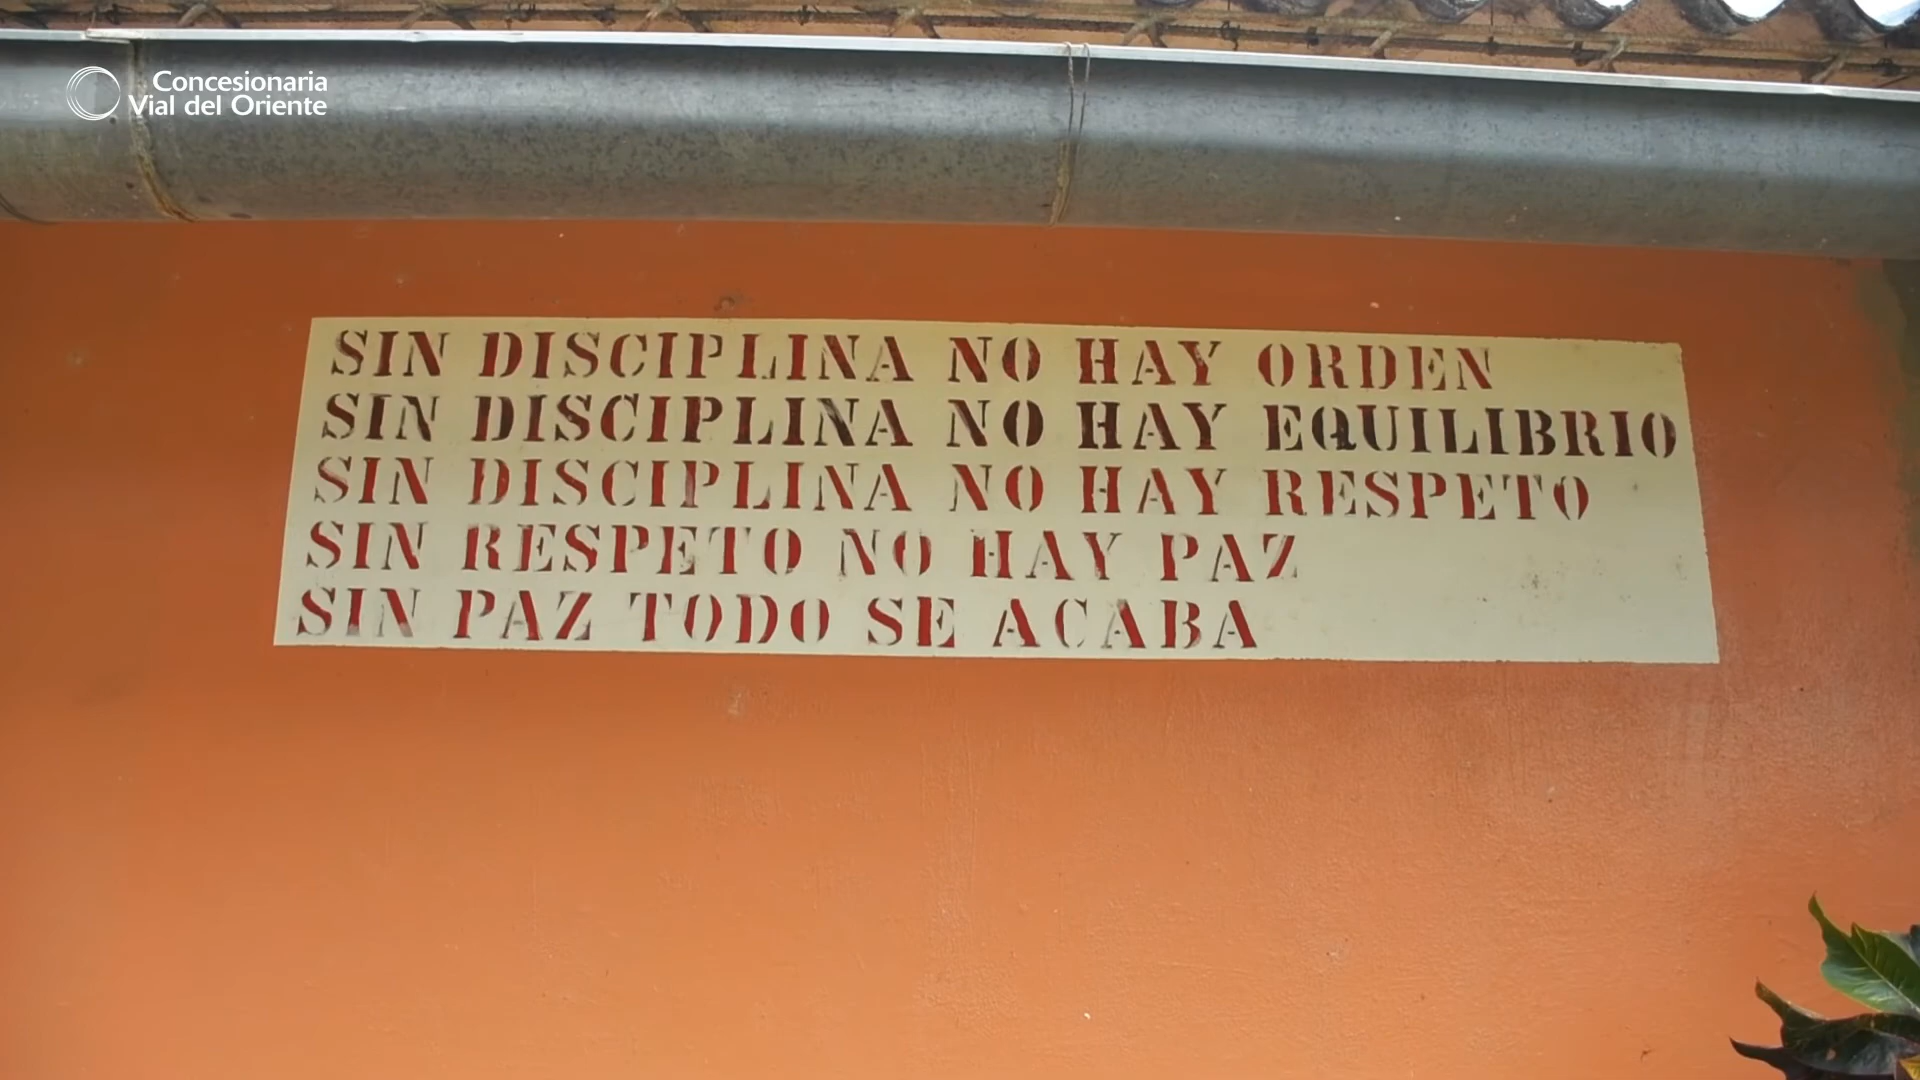 Concesionaria
Vial del Oriente
SIN DISCIPLINA NO HAY ORDEN
SIN DISCIPLINA NO HAY EQUILIBRIO
SIN DISCIPLINA NO HAY RESPETO
SIN RESPETO NO HAY PAZ
SIN PAZ TODO SE ACABA